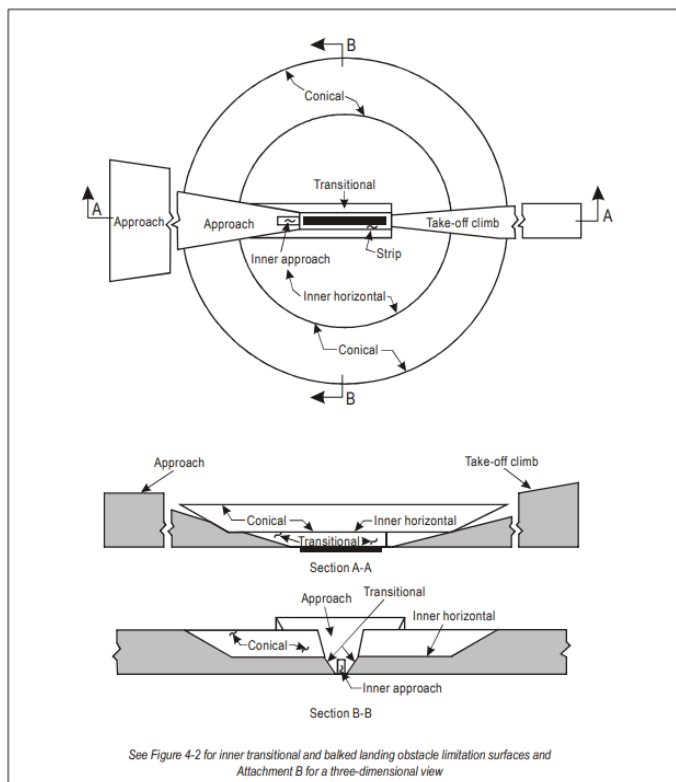 B
Conical
Transitional
A
Approach
Approach
Take-off climb
A
Inner approach
Strip
Inner horizontal
Conical
B
Approach
Take-off climb
Conical
Inner horizontal
Transitional
Section A-A
Approach
Transitional
Inner horizontal
Conical
Inner approach
Section B-B
See Figure 4-2 for inner transitional and balked landing obstacle limitation surfaces and
Attachment B for a three-dimensional view